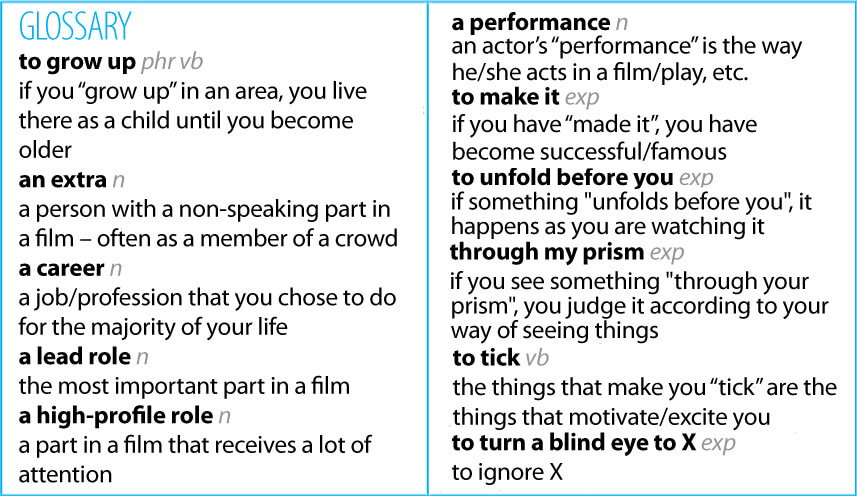 GLOSSARY
to grow up phr vb
if you “grow up” in an area, you live
there as a child until you become
older
an extra n
a person with a non-speaking part in
a film – often as a member of a crowd
a career n
a job/profession that you chose to do
for the majority of your life
a lead role n
the most important part in a film
a high-profile role n
a part in a film that receives a lot of
attention
a performance n
an actor’s “performance” is the way
he/she acts in a film/play, etc.
to make it exp
if you have “made it”, you have
become successful/famous
to unfold before you exp
if something "unfolds before you", it
happens as you are watching it
through my prism exp
if you see something "through your
prism", you judge it according to your
way of seeing things
to tick vb
the things that make you “tick” are the
things that motivate/excite you
to turn a blind eye to X exp
to ignore X